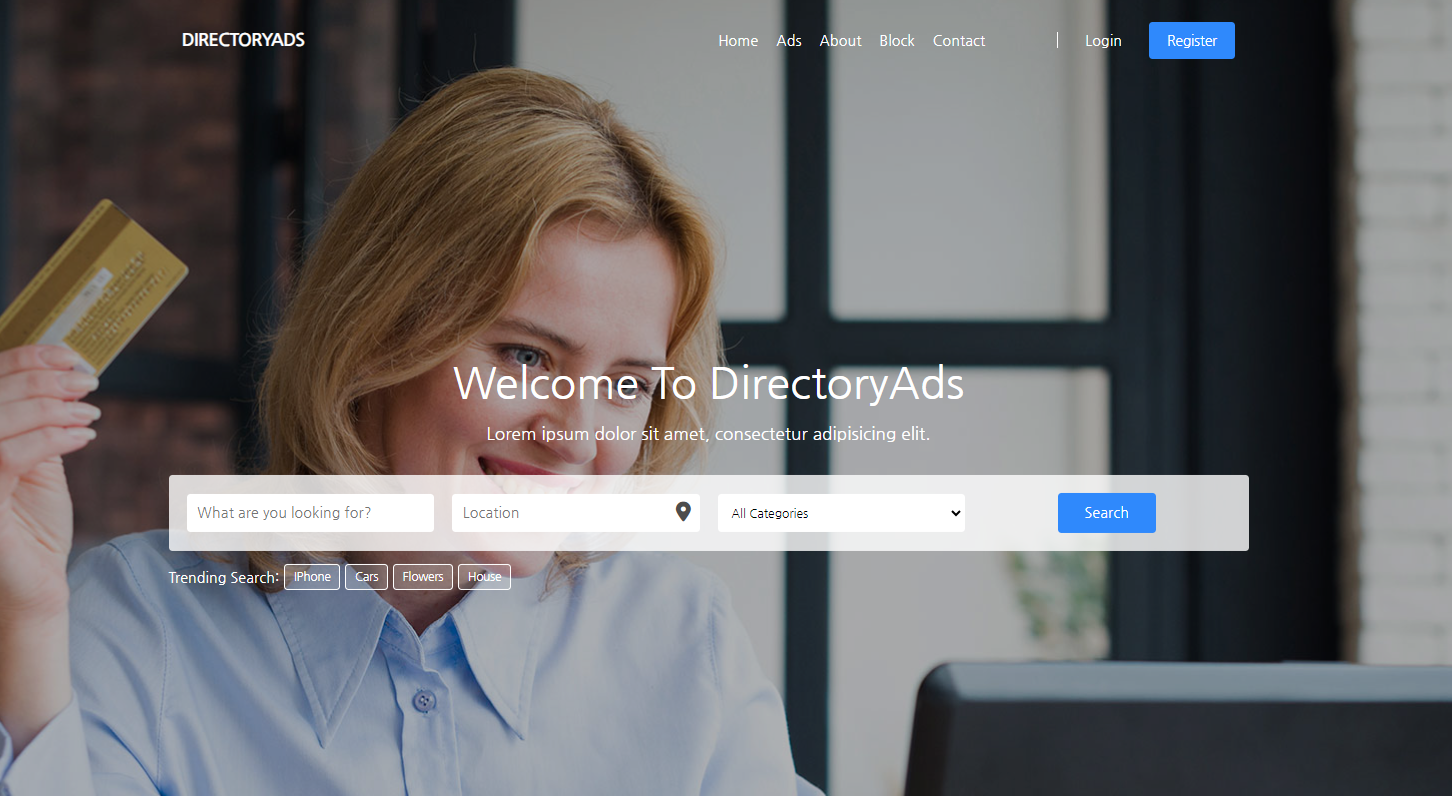 DIRECTORYADS
Home Ads About Block Contact Login Register
Welcome To DirectoryAds
Lorem ipsum dolor sit amet, consectetur adipisicing elit.
What are you looking for? Location All Categories Search
Trending Search: IPhone Cars Flowers House